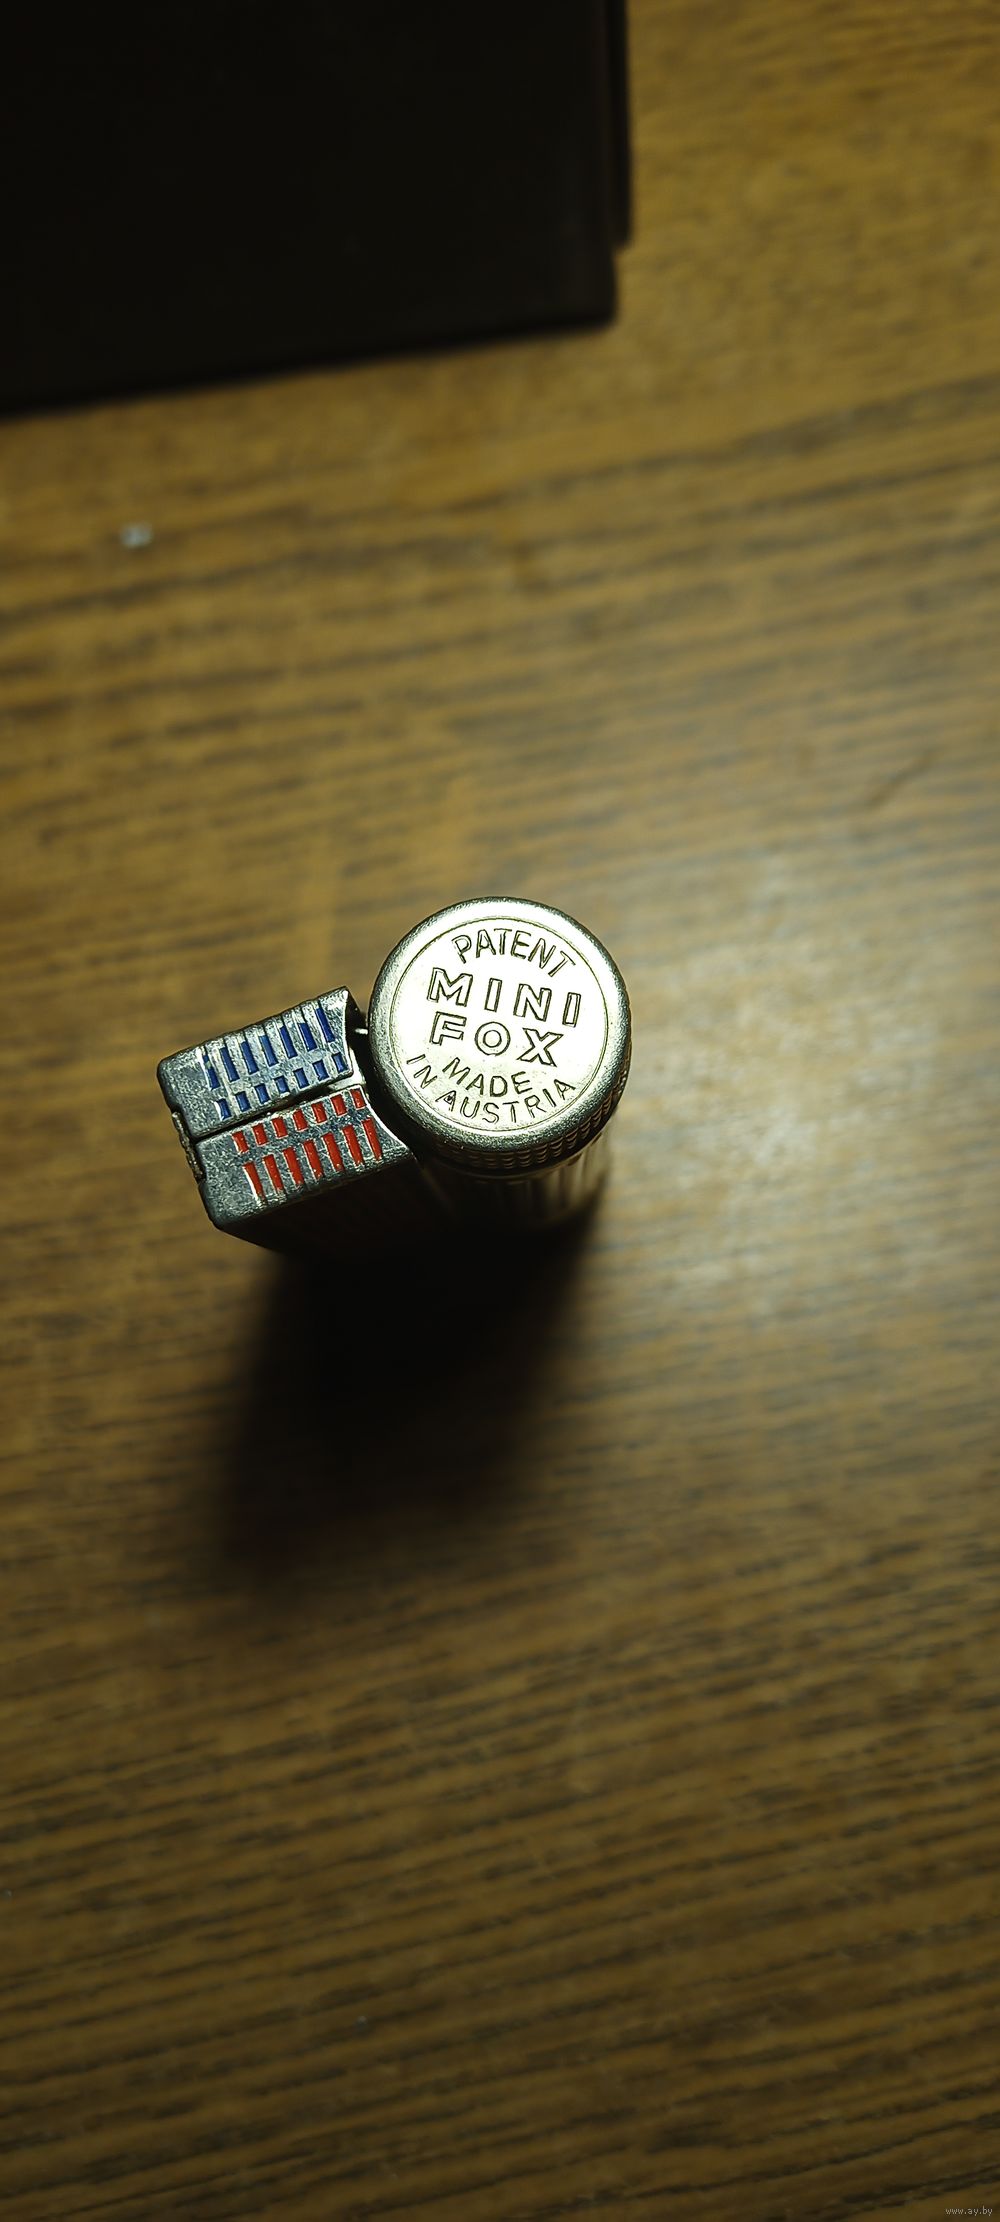 PATENT
MINI
FOX
MADE
IN AUSTRIA
www.ay.by